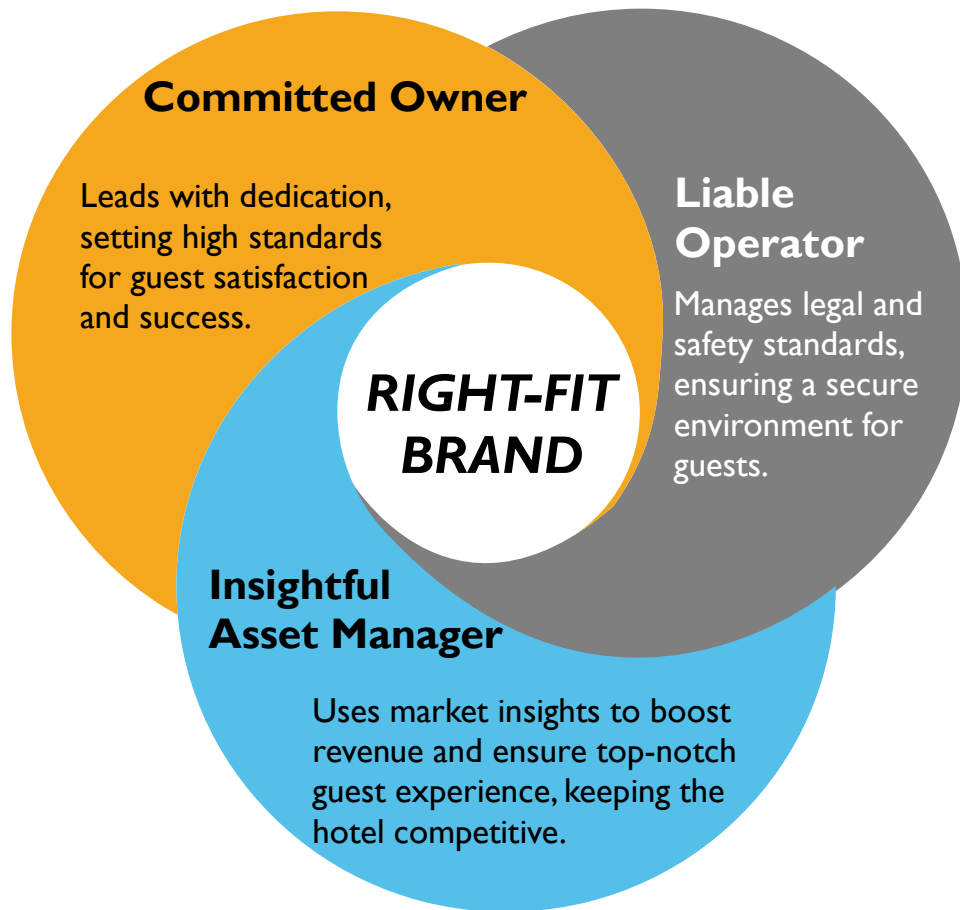 Committed Owner
Leads with dedication,
setting high standards
for guest satisfaction
and success.
Liable
Operator
Manages legal and
safety standards,
ensuring a secure
environment for
guests.
RIGHT-FIT
BRAND
Insightful
Asset Manager
Uses market insights to boost
revenue and ensure top-notch
guest experience, keeping the
hotel competitive.